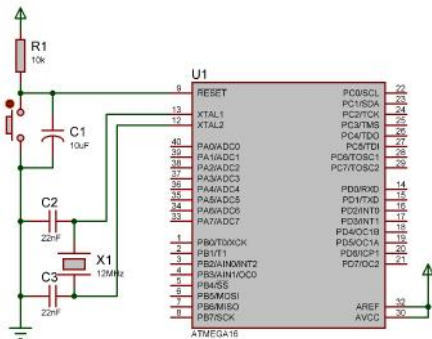 R1
10k
C1
10uF
C2
22nF
X1
12MHz
C3
22nF
U1
9 RESET
13 XTAL1
12 XTAL2
40 PA0/ADC0
39 PA1/ADC1
38 PA2/ADC2
37 PA3/ADC3
36 PA4/ADC4
35 PA5/ADC5
34 PA6/ADC6
33 PA7/ADC7
1 PB0/T0/XCK
2 PB1/T1
3 PB2/AIN0/INT2
4 PB3/AIN1/OC0
5 PB4/SS
6 PB5/MOSI
7 PB6/MISO
8 PB7/SCK
PC0/SCL 22
PC1/SDA 23
PC2/TCK 24
PC3/TMS 25
PC4/TDO 26
PC5/TDI 27
PC6/TOSC1 28
PC7/TOSC2 29
PD0/RXD 14
PD1/TXD 15
PD2/INT0 16
PD3/INT1 17
PD4/OC1B 18
PD5/OC1A 19
PD6/ICP1 20
PD7/OC2 21
AREF 32
AVCC 30
ATMEGA16